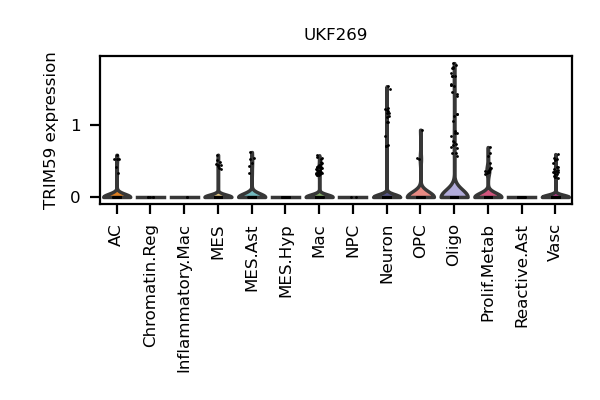 UKF269
TRIM59 expression
1
0
AC
Chromatin.Reg
Inflammatory.Mac
MES
MES.Ast
MES.Hyp
Mac
NPC
Neuron
OPC
Oligo
Prolif.Metab
Reactive.Ast
Vasc